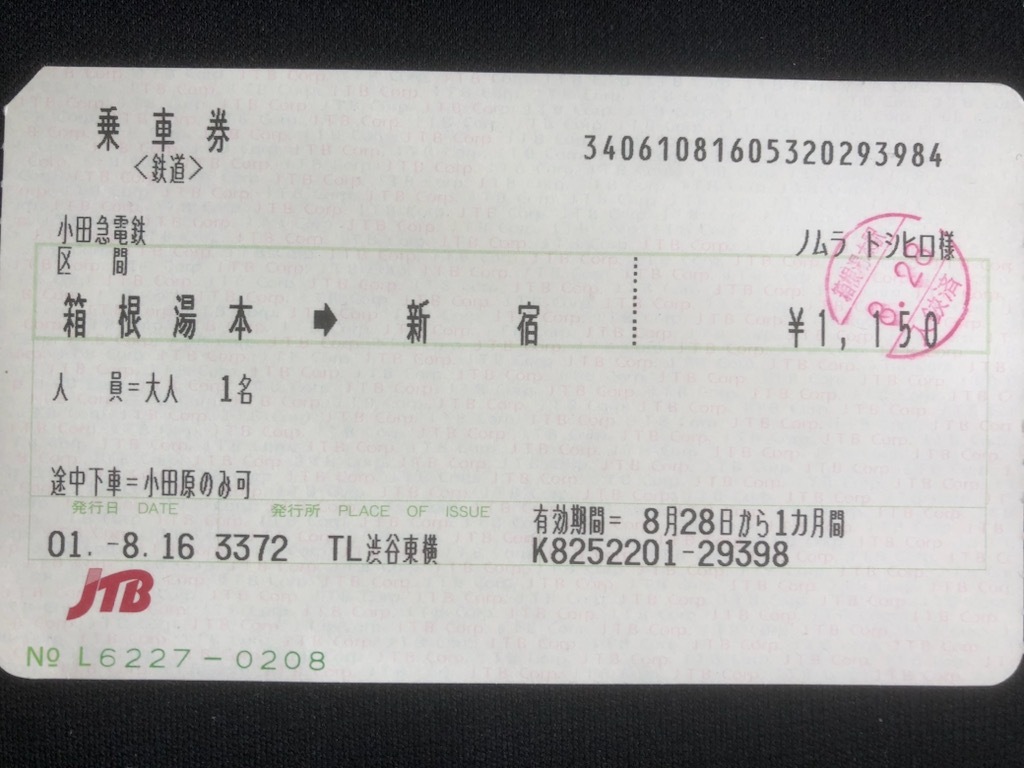 乗車券
<鉄道>
34061081605320293984
小田急電鉄
ノムラ トシヒロ様
区間
箱根湯本 ➡ 新宿
¥1,150
8.28
人員=大人 1名
途中下車=小田原のみ可
発行日 DATE 発行所 PLACE OF ISSUE
有効期間= 8月28日から1カ月間
01.-8.16 3372 TL渋谷東横 K8252201-29398
JTB
№ L6227-0208